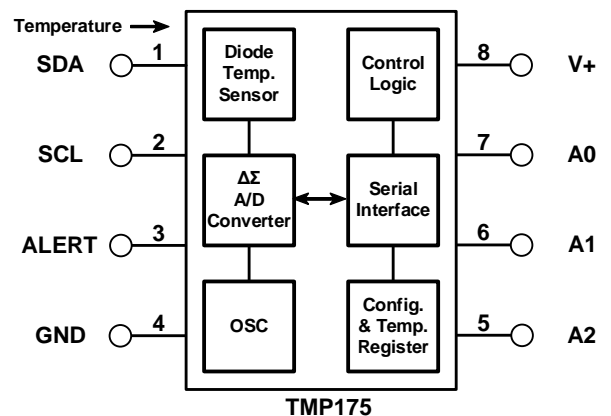 Temperature
SDA 1
Diode
Temp.
Sensor
Control
Logic
8 V+
SCL 2
ΔΣ
A/D
Converter
Serial
Interface
7 A0
ALERT 3
6 A1
GND 4
OSC
Config.
& Temp.
Register
5 A2
TMP175